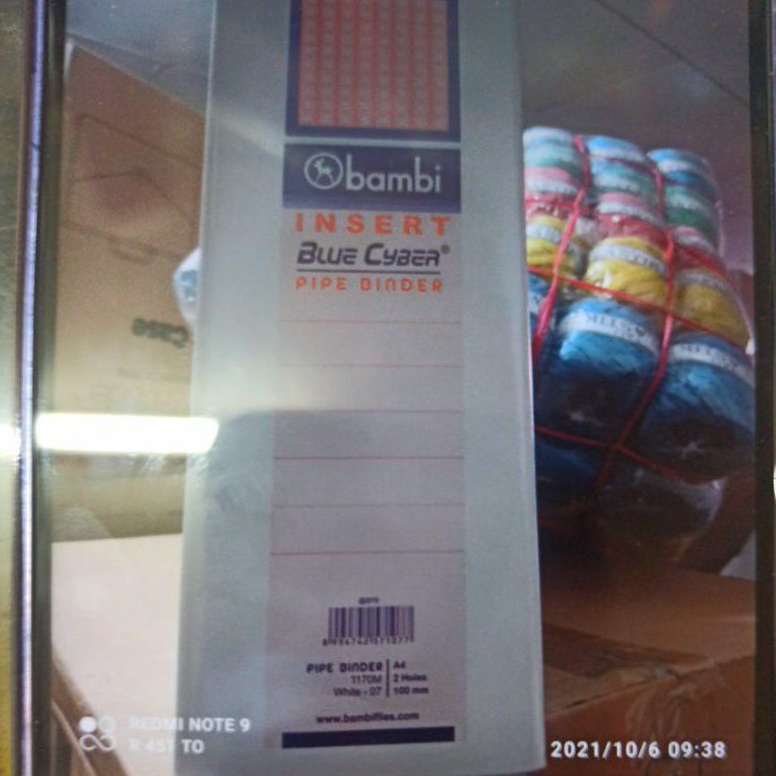 bambi
INSERT
BLUE CYBER®
PIPE BINDER
PIPE BINDER
1170M
White - 07
A4
2 Holes
100 mm
www.bambifiles.com
REDMI NOTE 9
2021/10/6 09:38